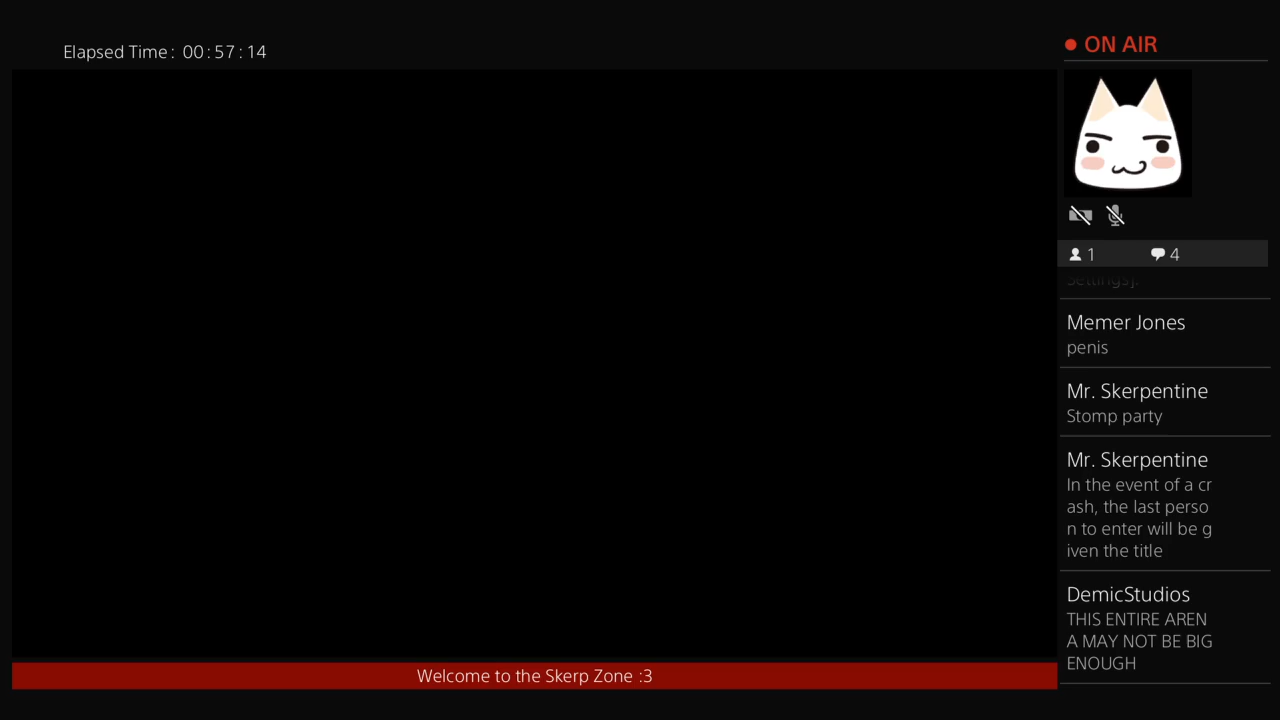 Elapsed Time: 00:57:14
ON AIR
1
4
Settings].
Memer Jones
penis
Mr. Skerpentine
Stomp party
Mr. Skerpentine
In the event of a cr
ash, the last perso
n to enter will be g
iven the title
DemicStudios
THIS ENTIRE AREN
A MAY NOT BE BIG
ENOUGH
Welcome to the Skerp Zone :3